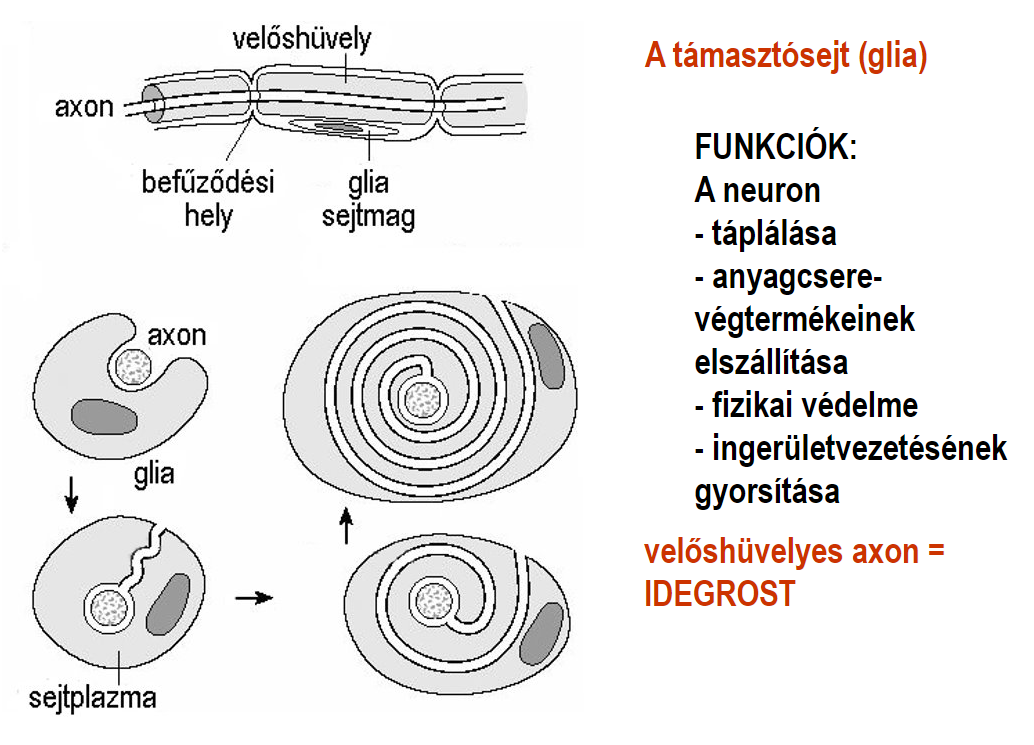 velőshüvely
axon
befűződési
hely
glia
sejtmag
axon
glia
sejtplazma
A támasztósejt (glia)
FUNKCIÓK:
A neuron
- táplálása
- anyagcsere-
végtermékeinek
elszállítása
- fizikai védelme
- ingerületvezetésének
gyorsítása
velőshüvelyes axon =
IDEGROST